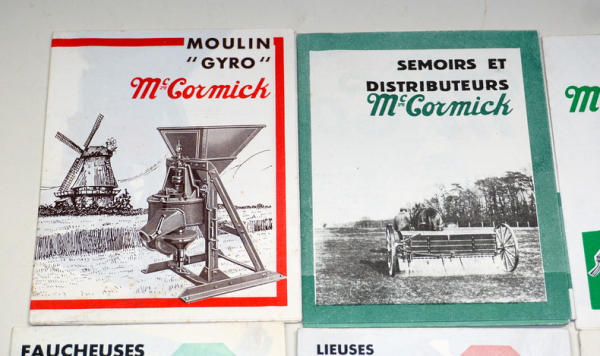 MOULIN
"GYRO"
McCormick
SEMOIRS ET
DISTRIBUTEURS
McCormick
FAUCHEUSES
LIEUSES